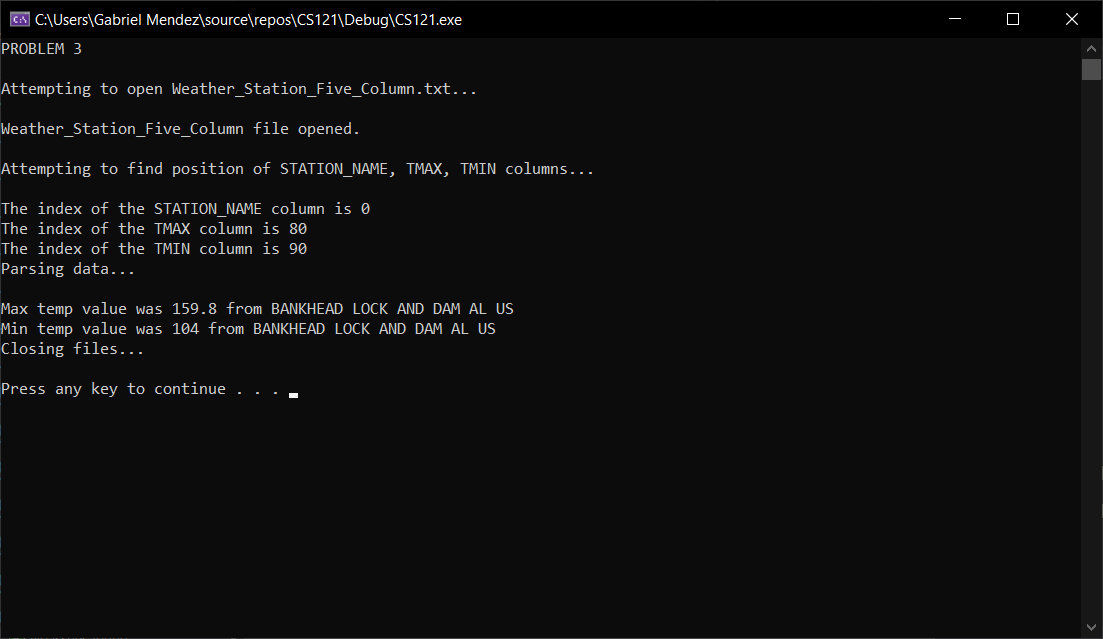 C:\Users\Gabriel Mendez\source\repos\CS121\Debug\CS121.exe
PROBLEM 3
Attempting to open Weather_Station_Five_Column.txt...
Weather_Station_Five_Column file opened.
Attempting to find position of STATION_NAME, TMAX, TMIN columns...
The index of the STATION_NAME column is 0
The index of the TMAX column is 80
The index of the TMIN column is 90
Parsing data...
Max temp value was 159.8 from BANKHEAD LOCK AND DAM AL US
Min temp value was 104 from BANKHEAD LOCK AND DAM AL US
Closing files...
Press any key to continue . . .